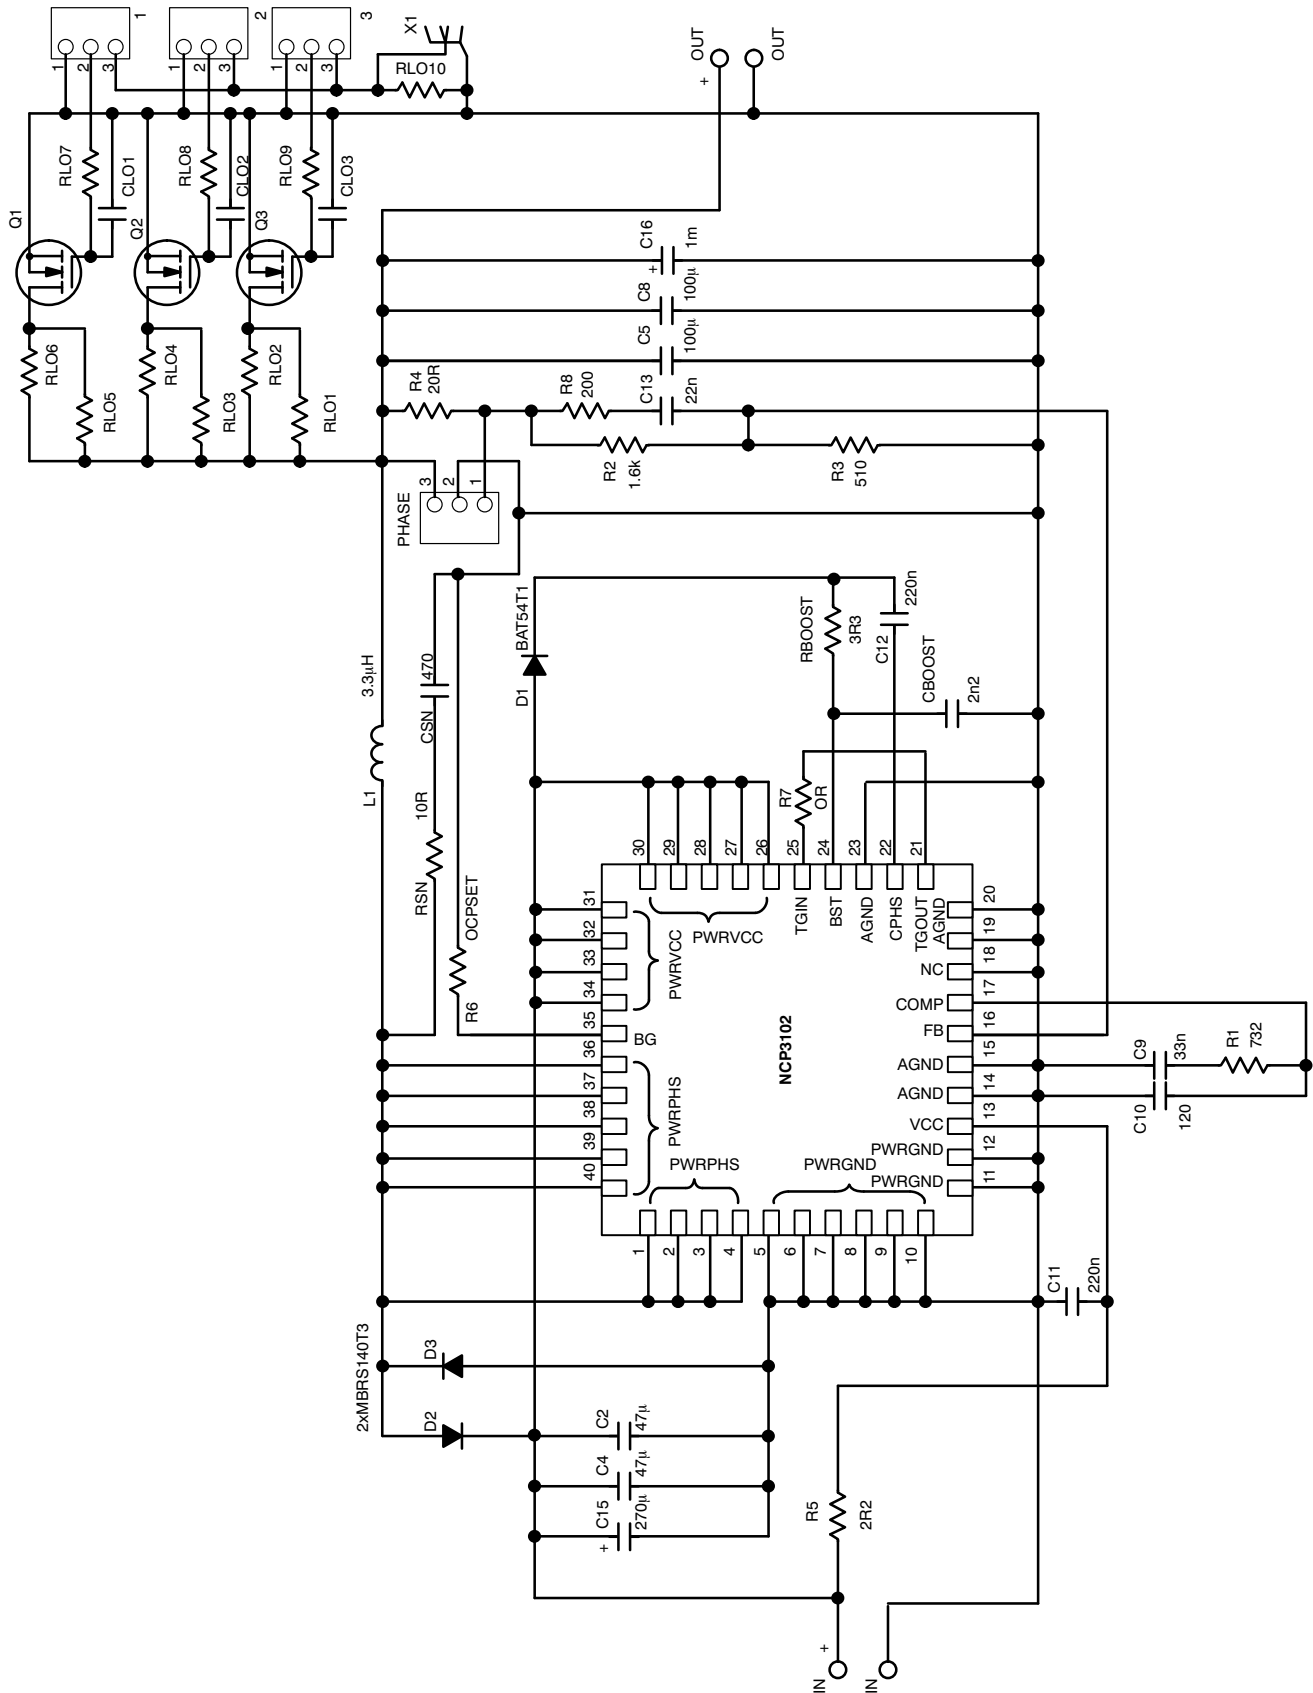 1
2
3
1
2
3
1
2
3
1
2
3
X1
RLO10
OUT
+
OUT
Q1
RLO7
CLO1
Q2
RLO8
CLO2
Q3
RLO9
CLO3
RLO6
RLO5
RLO4
RLO3
RLO2
RLO1
C16
1m
+
C8
100µ
C5
100µ
R4
20R
R8
200
C13
22n
R2
1.6k
R3
510
PHASE
3
2
1
3.3µH
L1
CSN
470
RSN
10R
R6
OCPSET
BAT54T1
D1
RBOOST
3R3
C12
220n
CBOOST
2n2
R7
OR
30
29
28
27
26
25
24
23
22
21
PWRVCC
TGIN
BST
AGND
CPHS
TGOUT
31
32
33
34
35
36
37
38
39
40
PWRVCC
BG
PWRPHS
NCP3102
AGND
20
19
NC
18
COMP
17
FB
16
AGND
15
AGND
14
VCC
13
PWRGND
12
PWRGND
11
PWRPHS
PWRGND
1
2
3
4
5
6
7
8
9
10
C9
33n
R1
732
C10
120
C11
220n
2xMBRS140T3
D3
D2
C2
47µ
C4
47µ
C15
270µ
+
R5
2R2
IN
+
IN